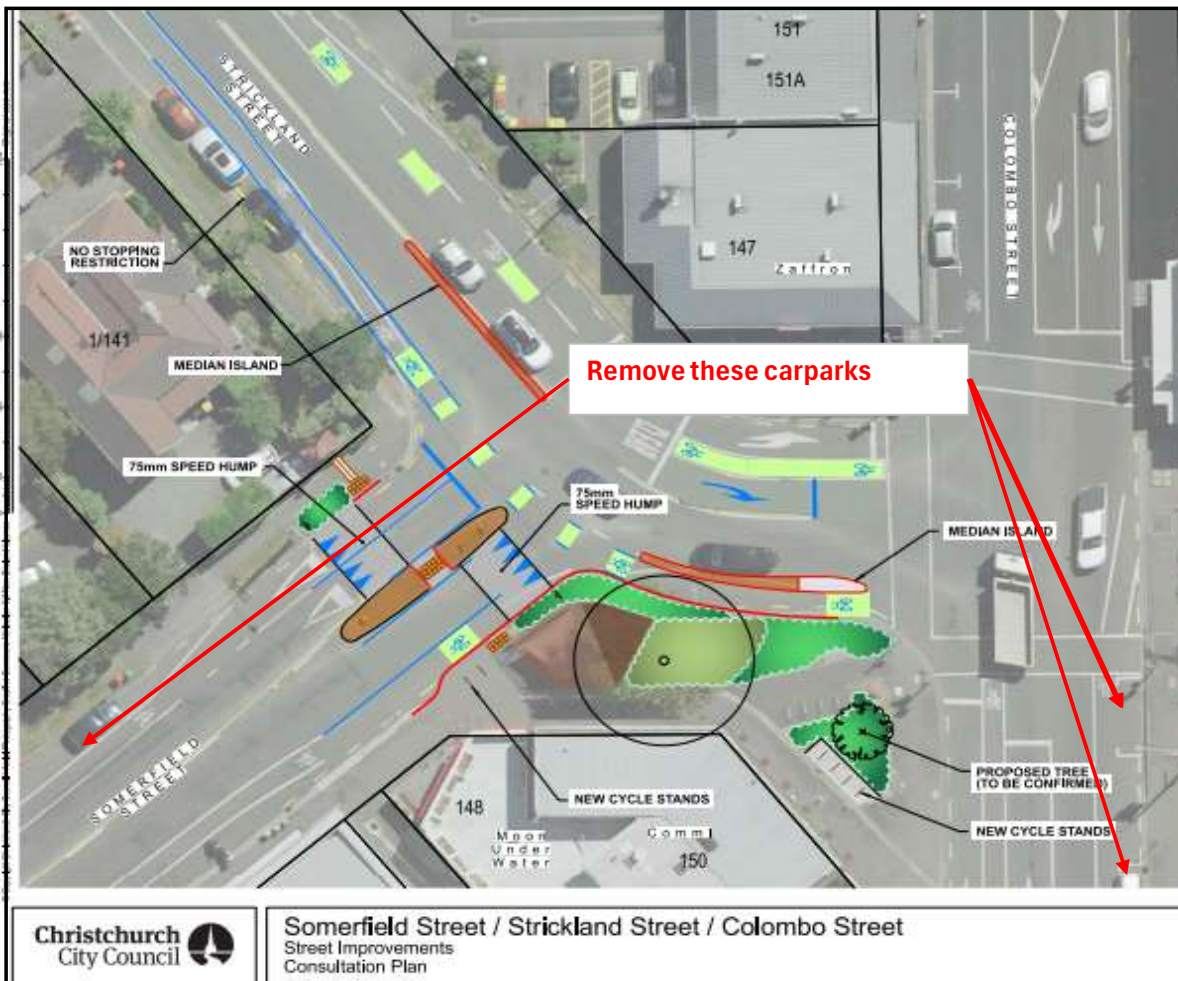 151
151A
STRICKLAND
STREET
COLOMBO STREET
NO STOPPING
RESTRICTION
147
Zaffron
1/141
MEDIAN ISLAND
Remove these carparks
75mm SPEED HUMP
75mm
SPEED HUMP
MEDIAN ISLAND
SOMERFIELD
STREET
PROPOSED TREE
(TO BE CONFIRMED)
NEW CYCLE STANDS
148
NEW CYCLE STANDS
Moon
Under
Water
Comml
150
Christchurch
City Council
Somerfield Street / Strickland Street / Colombo Street
Street Improvements
Consultation Plan